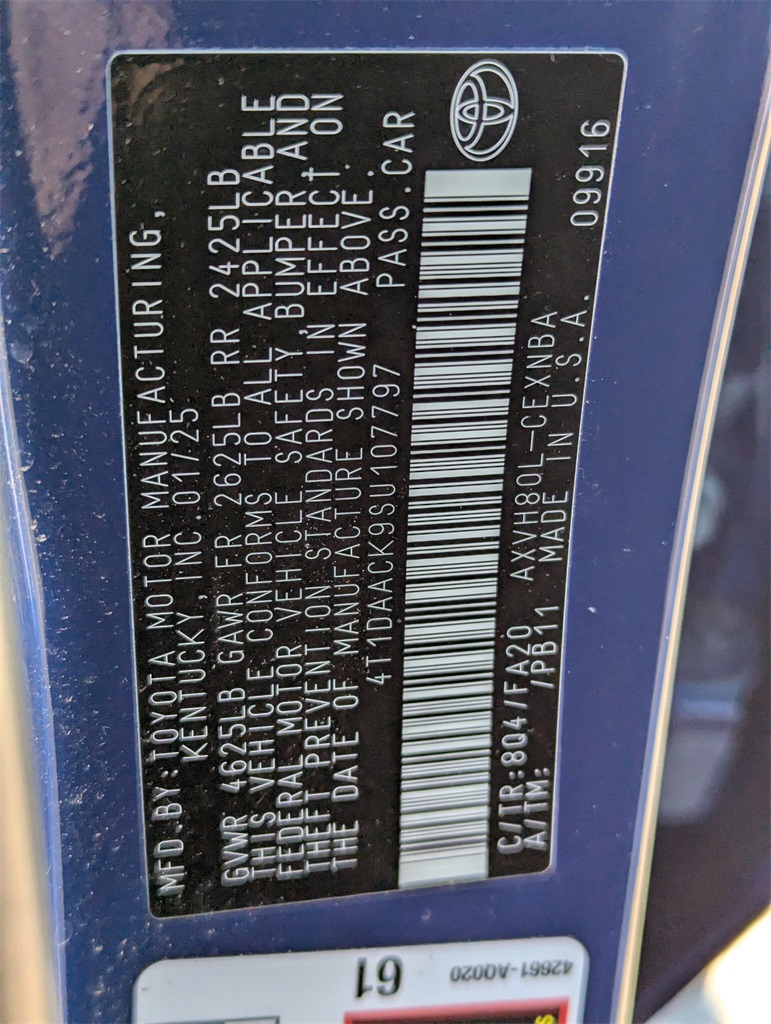 MFD.BY:TOYOTA MOTOR MANUFACTURING,
KENTUCKY, INC. 01/25
GVWR 4625LB GAWR FR 2625LB RR 2425LB
THIS VEHICLE CONFORMS TO ALL APPLICABLE
FEDERAL MOTOR VEHICLE SAFETY,BUMPER AND
THEFT PREVENTION STANDARDS IN EFFECT ON
THE DATE OF MANUFACTURE SHOWN ABOVE.
4T1DAACK9SU107797 PASS.CAR
C/TR:8Q4/FA20 AXVH80L-CEXNBA
A/TM: /PB11 MADE IN U.S.A. 09916
42661-AQ020
61